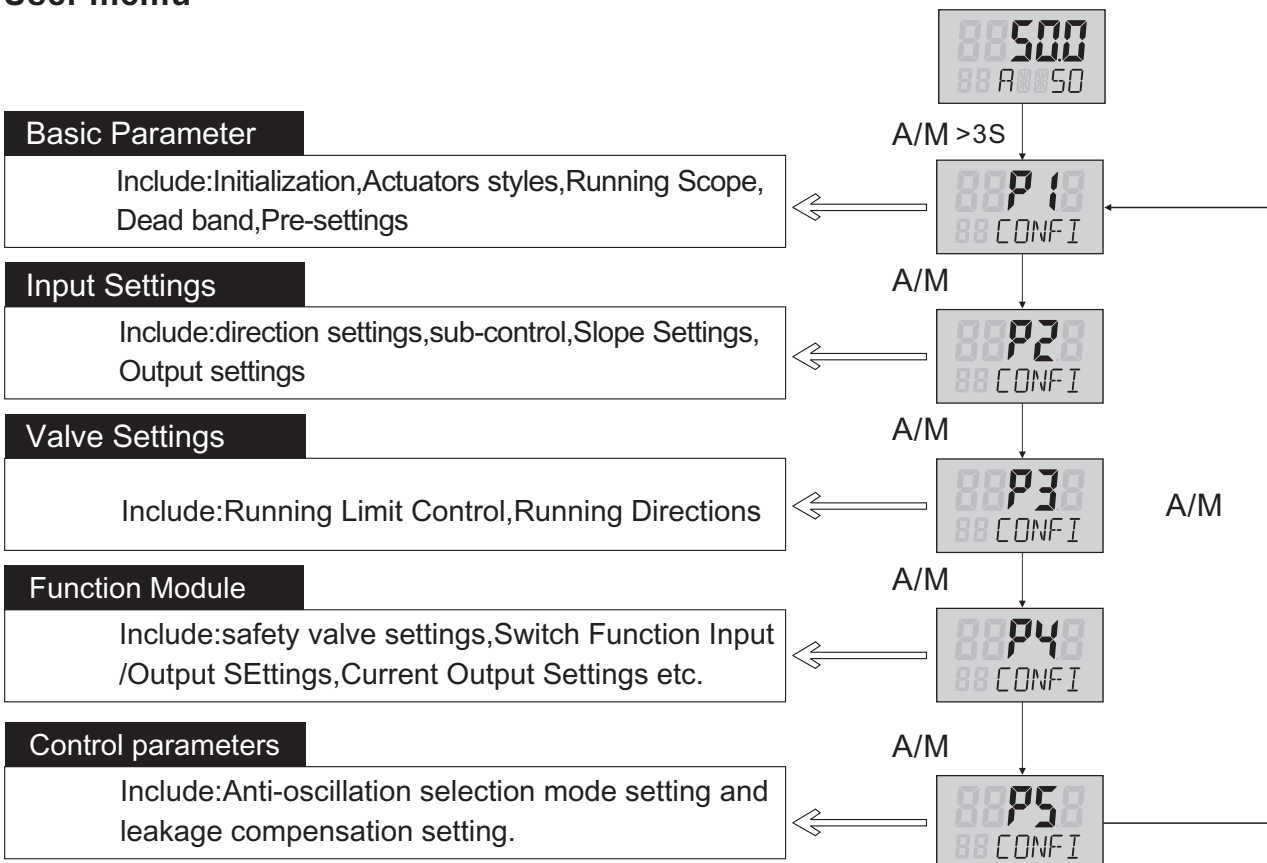 50.0
A 50
A/M >3S
Basic Parameter
Include:Initialization,Actuators styles,Running Scope,
Dead band,Pre-settings
P1
CONFI
A/M
Input Settings
Include:direction settings,sub-control,Slope Settings,
Output settings
P2
CONFI
A/M
Valve Settings
Include:Running Limit Control,Running Directions
P3
CONFI
A/M
A/M
Function Module
Include:safety valve settings,Switch Function Input
/Output SEttings,Current Output Settings etc.
P4
CONFI
A/M
Control parameters
Include:Anti-oscillation selection mode setting and
leakage compensation setting.
P5
CONFI